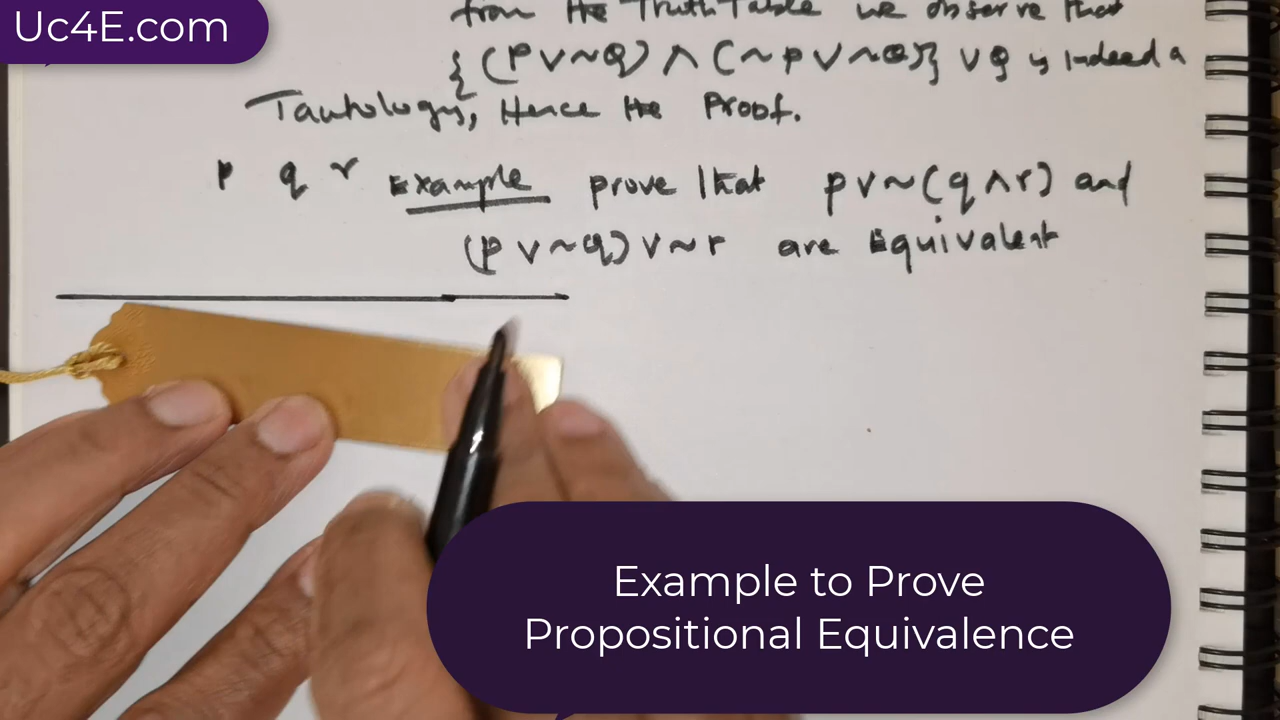 Uc4E.com
from the Truth Table we observe that
{(P ∨ ~Q) ∧ (~P ∨ ~Q)} ∨ Q is indeed a
Tautology, Hence the Proof.
p q r Example prove that p ∨ ~(q ∧ r) and
(p ∨ ~q) ∨ ~r are Equivalent
Example to Prove
Propositional Equivalence